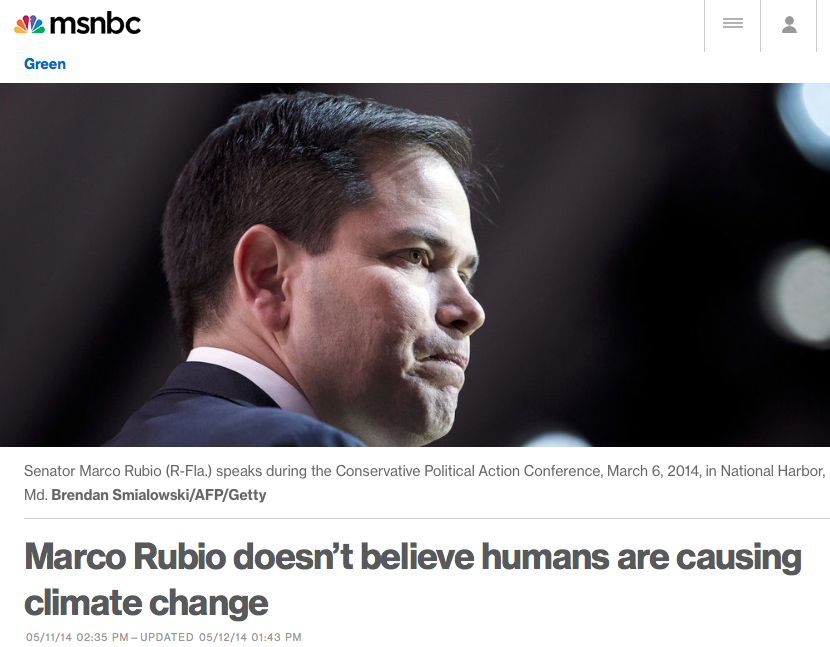 msnbc
Green
Senator Marco Rubio (R-Fla.) speaks during the Conservative Political Action Conference, March 6, 2014, in National Harbor,
Md. Brendan Smialowski/AFP/Getty
Marco Rubio doesn’t believe humans are causing
climate change
05/11/14 02:35 PM—UPDATED 05/12/14 01:43 PM